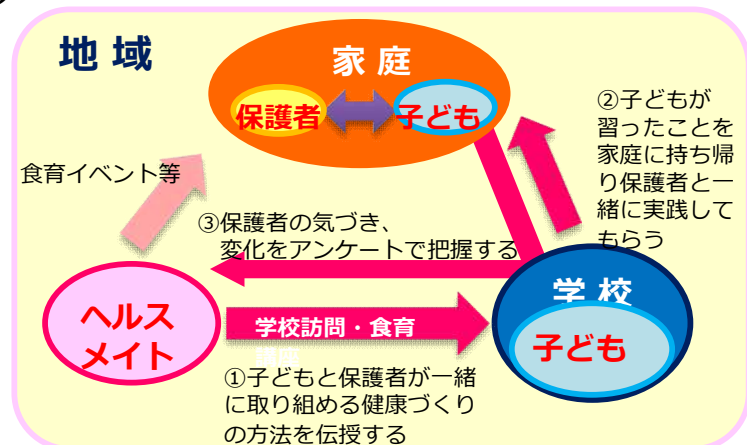 地 域
家 庭
保護者
子ども
②子どもが
習ったことを
家庭に持ち帰
り保護者と一
緒に実践して
もらう
食育イベント等
③保護者の気づき、
変化をアンケートで把握する
学 校
子ども
ヘルス
メイト
学校訪問・食育
①子どもと保護者が一緒
に取り組める健康づくり
の方法を伝授する